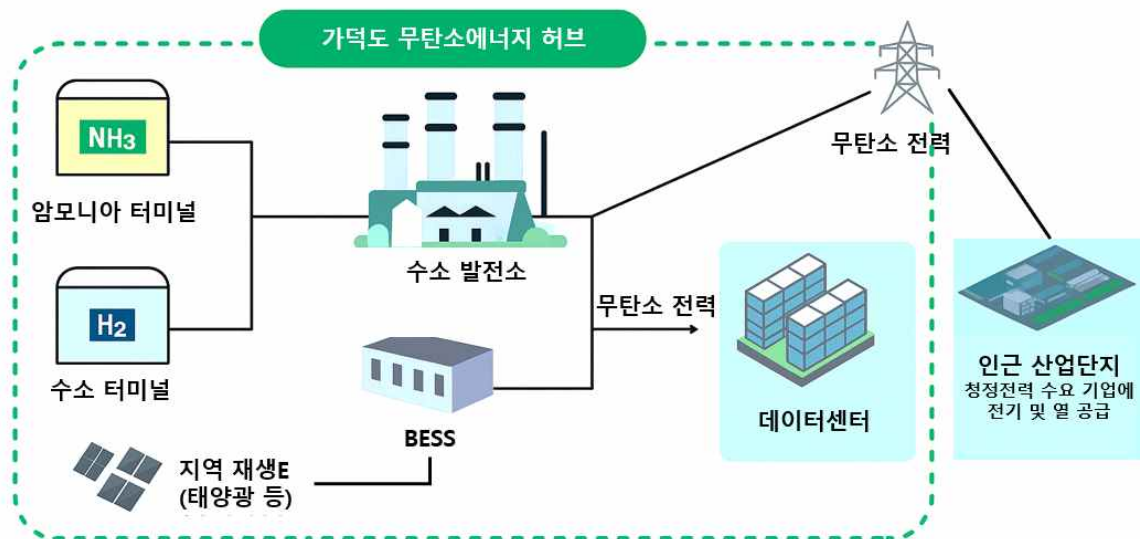 가덕도 무탄소에너지 허브
NH3
암모니아 터미널
H2
수소 터미널
수소 발전소
무탄소 전력
무탄소 전력
BESS
지역 재생E
(태양광 등)
데이터센터
인근 산업단지
청정전력 수요 기업에
전기 및 열 공급